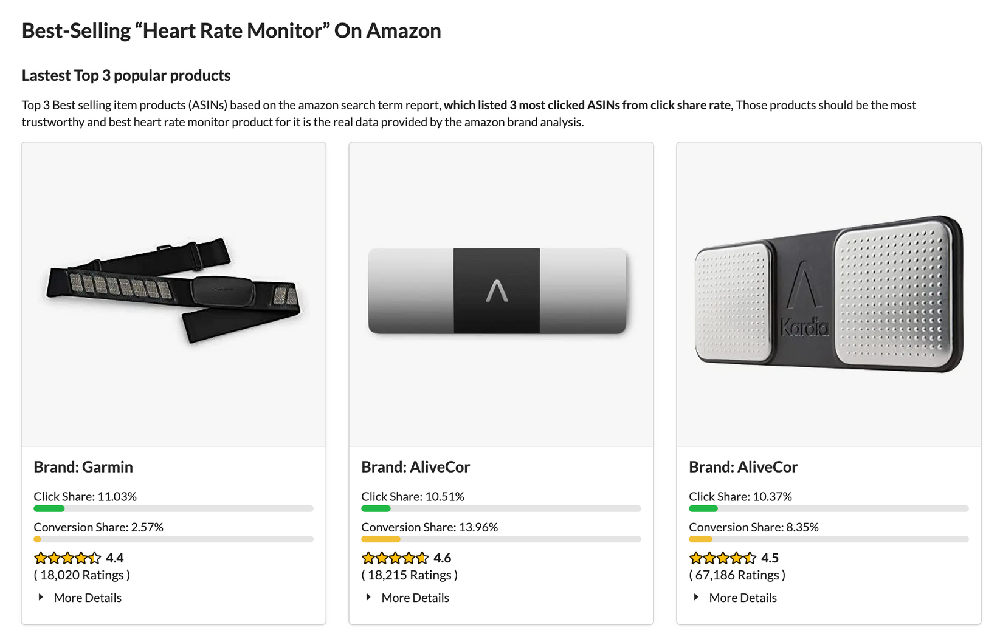 Best-Selling “Heart Rate Monitor” On Amazon
Lastest Top 3 popular products
Top 3 Best selling item products (ASINs) based on the amazon search term report, which listed 3 most clicked ASINs from click share rate, Those products should be the most
trustworthy and best heart rate monitor product for it is the real data provided by the amazon brand analysis.
Kardia
Brand: Garmin
Click Share: 11.03%
Conversion Share: 2.57%
4.4
( 18,020 Ratings )
More Details
Brand: AliveCor
Click Share: 10.51%
Conversion Share: 13.96%
4.6
( 18,215 Ratings )
More Details
Brand: AliveCor
Click Share: 10.37%
Conversion Share: 8.35%
4.5
( 67,186 Ratings )
More Details